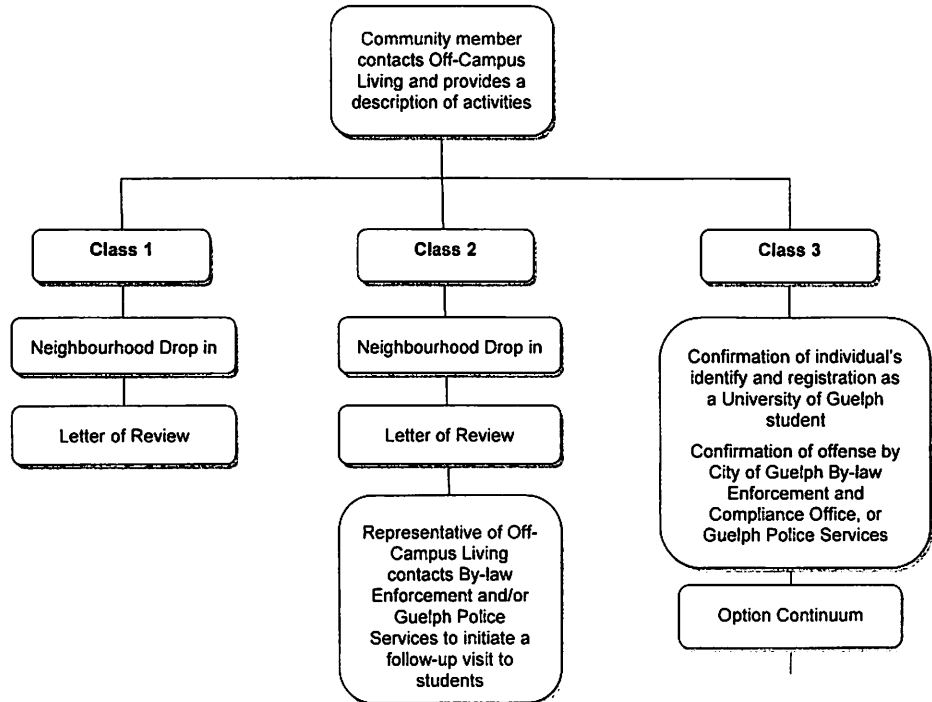 Community member
contacts Off-Campus
Living and provides a
description of activities
Class 1
Class 2
Class 3
Neighbourhood Drop in
Neighbourhood Drop in
Confirmation of individual's
identify and registration as
a University of Guelph
student
Confirmation of offense by
City of Guelph By-law
Enforcement and
Compliance Office, or
Guelph Police Services
Letter of Review
Letter of Review
Representative of Off-
Campus Living
contacts By-law
Enforcement and/or
Guelph Police
Services to initiate a
follow-up visit to
students
Option Continuum